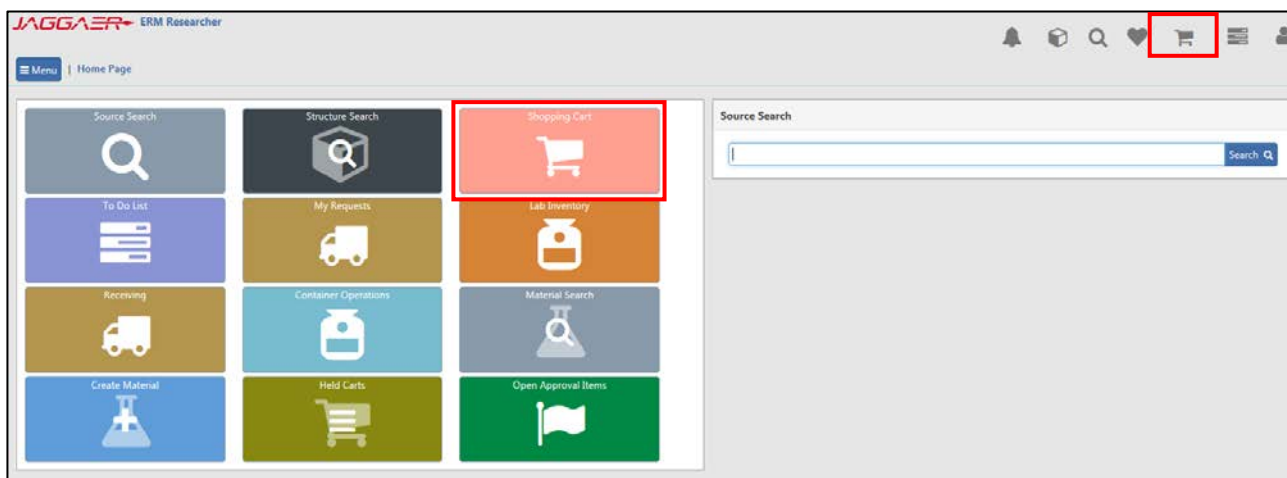 JAGGAER ERM Researcher
Menu | Home Page
Source Search
Structure Search
Shopping Cart
To Do List
My Requests
Lab Inventory
Receiving
Container Operations
Material Search
Create Material
Held Carts
Open Approval Items
Source Search
Search